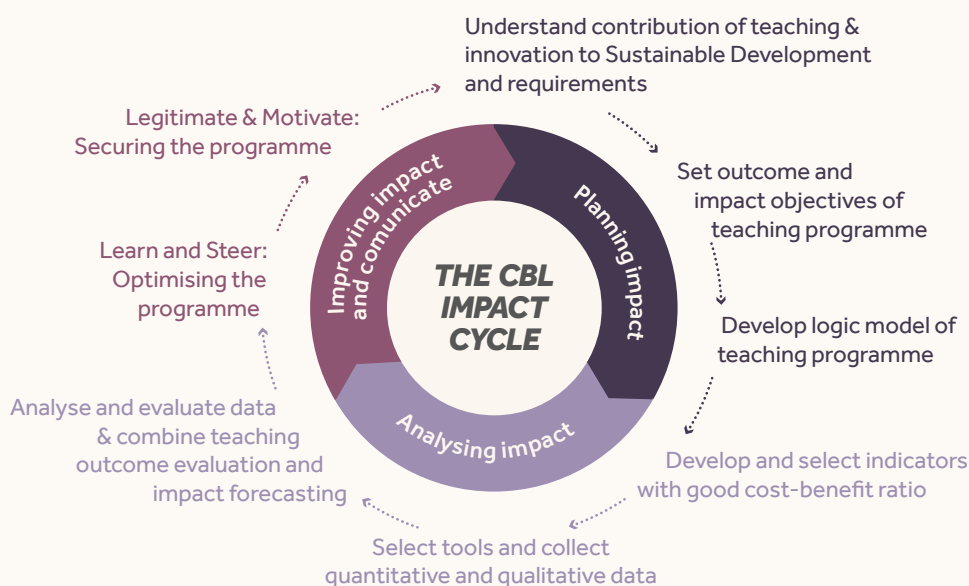 Understand contribution of teaching &
innovation to Sustainable Development
and requirements
Set outcome and
impact objectives of
teaching programme
Develop logic model of
teaching programme
Develop and select indicators
with good cost-benefit ratio
Select tools and collect
quantitative and qualitative data
Analyse and evaluate data
& combine teaching
outcome evaluation and
impact forecasting
Learn and Steer:
Optimising the
programme
Legitimate & Motivate:
Securing the programme
Planning impact
Analysing impact
Improving impact
and comunicate
THE CBL
IMPACT
CYCLE